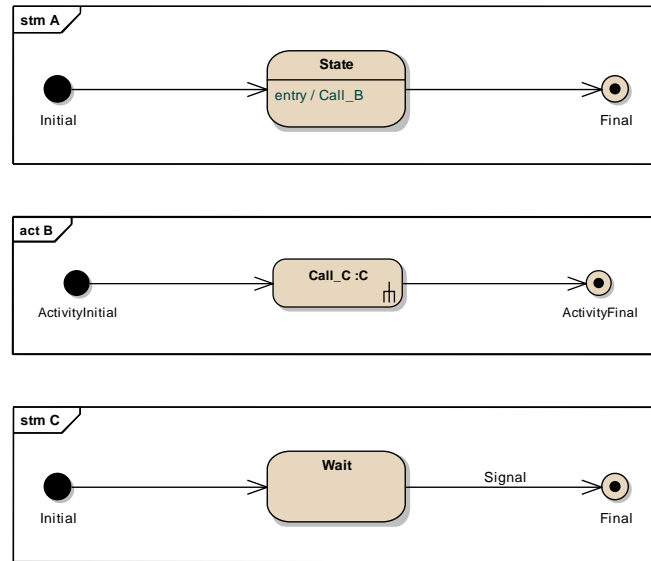 stm A
State
entry / Call_B
Initial
Final
act B
Call_C :C
ActivityInitial
ActivityFinal
stm C
Wait
Signal
Initial
Final